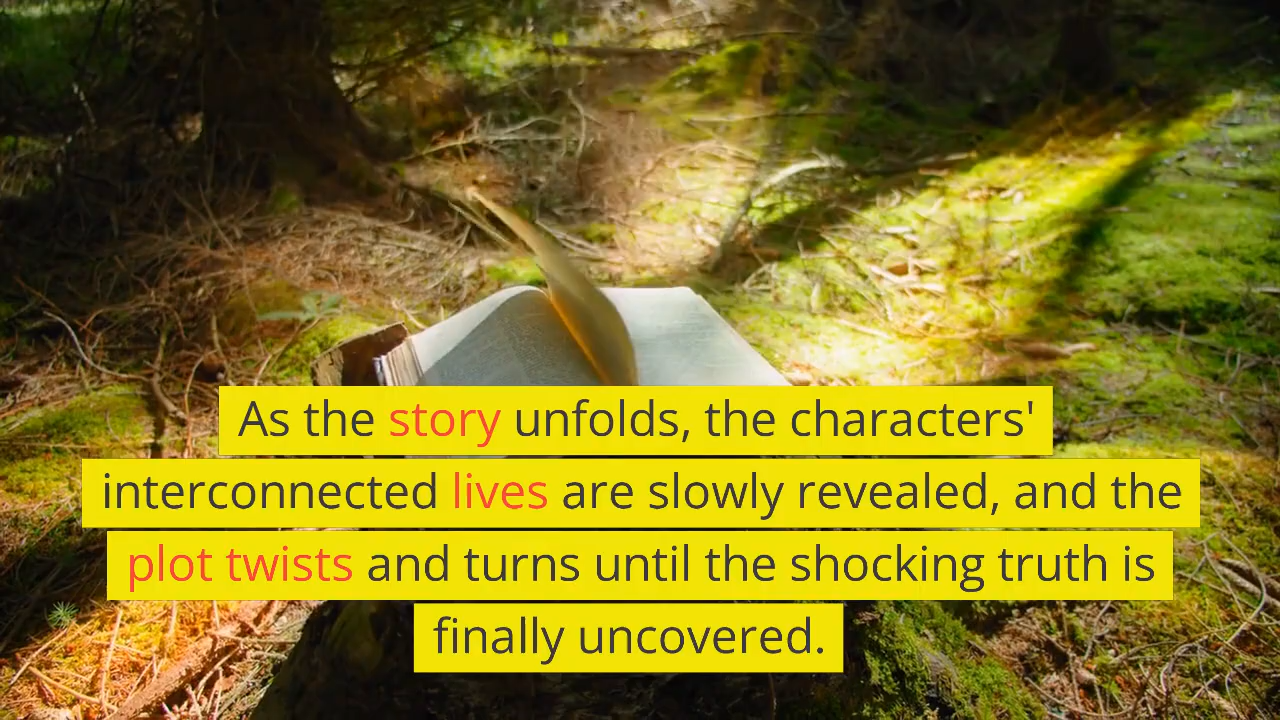 As the story unfolds, the characters'
interconnected lives are slowly revealed, and the
plot twists and turns until the shocking truth is
finally uncovered.